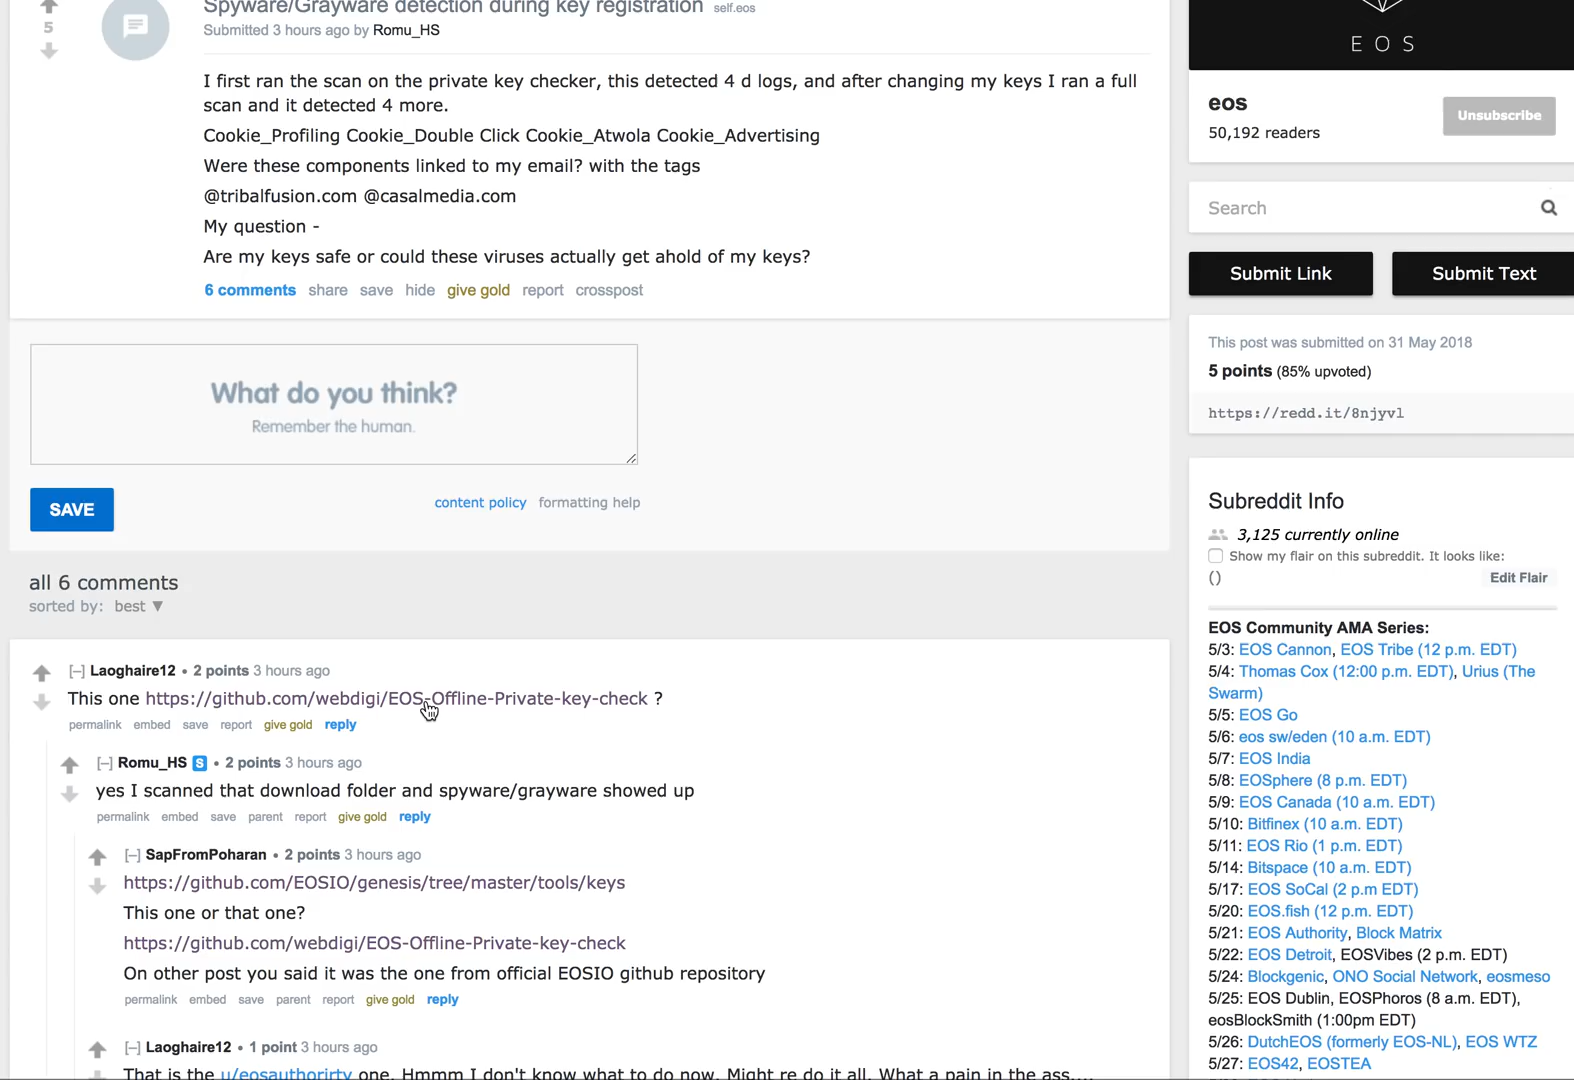 Spyware/Grayware detection during key registration self.eos
5
Submitted 3 hours ago by Romu_HS
I first ran the scan on the private key checker, this detected 4 d logs, and after changing my keys I ran a full
scan and it detected 4 more.
Cookie_Profiling Cookie_Double Click Cookie_Atwola Cookie_Advertising
Were these components linked to my email? with the tags
@tribalfusion.com @casalmedia.com
My question -
Are my keys safe or could these viruses actually get ahold of my keys?
6 comments share save hide give gold report crosspost
What do you think?
Remember the human.
SAVE
content policy formatting help
all 6 comments
sorted by: best ▼
[–] Laoghaire12 • 2 points 3 hours ago
This one https://github.com/webdigi/EOS-Offline-Private-key-check ?
permalink embed save report give gold reply
[–] Romu_HS S • 2 points 3 hours ago
yes I scanned that download folder and spyware/grayware showed up
permalink embed save parent report give gold reply
[–] SapFromPoharan • 2 points 3 hours ago
https://github.com/EOSIO/genesis/tree/master/tools/keys
This one or that one?
https://github.com/webdigi/EOS-Offline-Private-key-check
On other post you said it was the one from official EOSIO github repository
permalink embed save parent report give gold reply
[–] Laoghaire12 • 1 point 3 hours ago
That is the u/eosauthorirty one. Hmmm I don't know what to do now. Might re do it all. What a pain in the ass....
EOS
eos
Unsubscribe
50,192 readers
Search
Submit Link
Submit Text
This post was submitted on 31 May 2018
5 points (85% upvoted)
https://redd.it/8njyvl
Subreddit Info
3,125 currently online
Show my flair on this subreddit. It looks like:
()
Edit Flair
EOS Community AMA Series:
5/3: EOS Cannon, EOS Tribe (12 p.m. EDT)
5/4: Thomas Cox (12:00 p.m. EDT), Urius (The
Swarm)
5/5: EOS Go
5/6: eos sw/eden (10 a.m. EDT)
5/7: EOS India
5/8: EOSphere (8 p.m. EDT)
5/9: EOS Canada (10 a.m. EDT)
5/10: Bitfinex (10 a.m. EDT)
5/11: EOS Rio (1 p.m. EDT)
5/14: Bitspace (10 a.m. EDT)
5/17: EOS SoCal (2 p.m EDT)
5/20: EOS.fish (12 p.m. EDT)
5/21: EOS Authority, Block Matrix
5/22: EOS Detroit, EOSVibes (2 p.m. EDT)
5/24: Blockgenic, ONO Social Network, eosmeso
5/25: EOS Dublin, EOSPhoros (8 a.m. EDT),
eosBlockSmith (1:00pm EDT)
5/26: DutchEOS (formerly EOS-NL), EOS WTZ
5/27: EOS42, EOSTEA